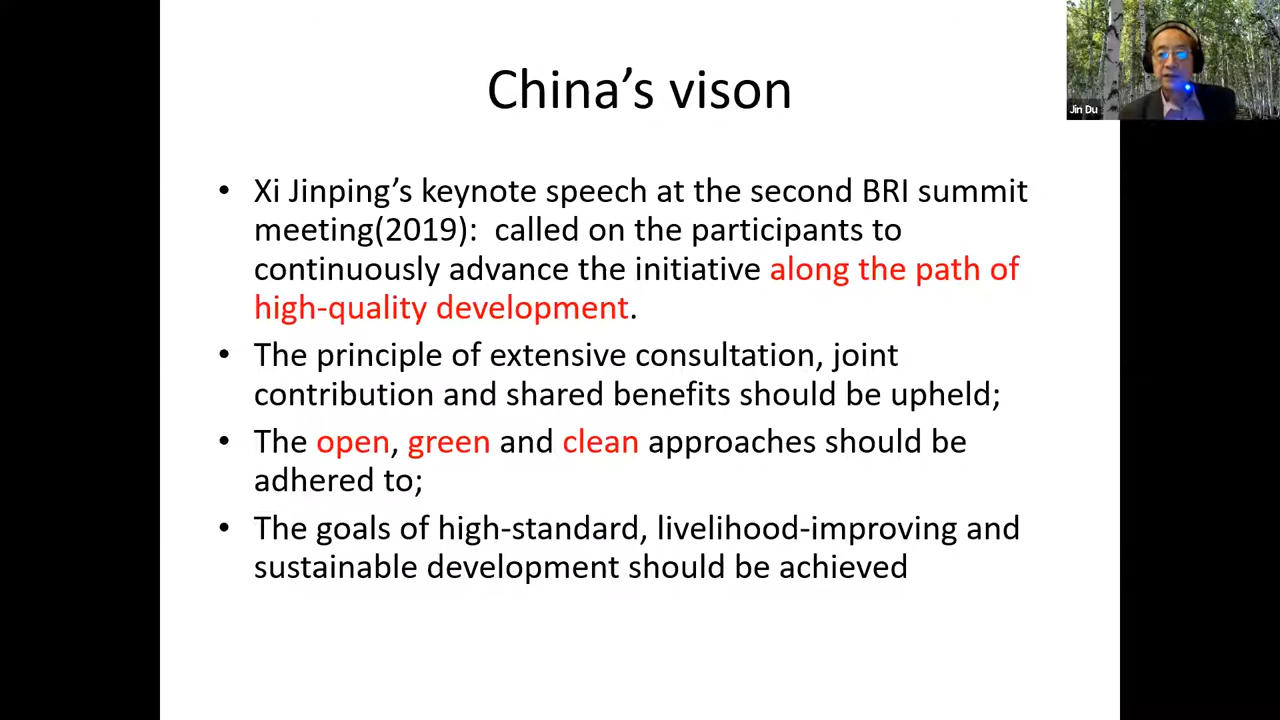 China’s vison
Jin Du
• Xi Jinping’s keynote speech at the second BRI summit
meeting(2019):  called on the participants to
continuously advance the initiative along the path of
high-quality development.
• The principle of extensive consultation, joint
contribution and shared benefits should be upheld;
• The open, green and clean approaches should be
adhered to;
• The goals of high-standard, livelihood-improving and
sustainable development should be achieved